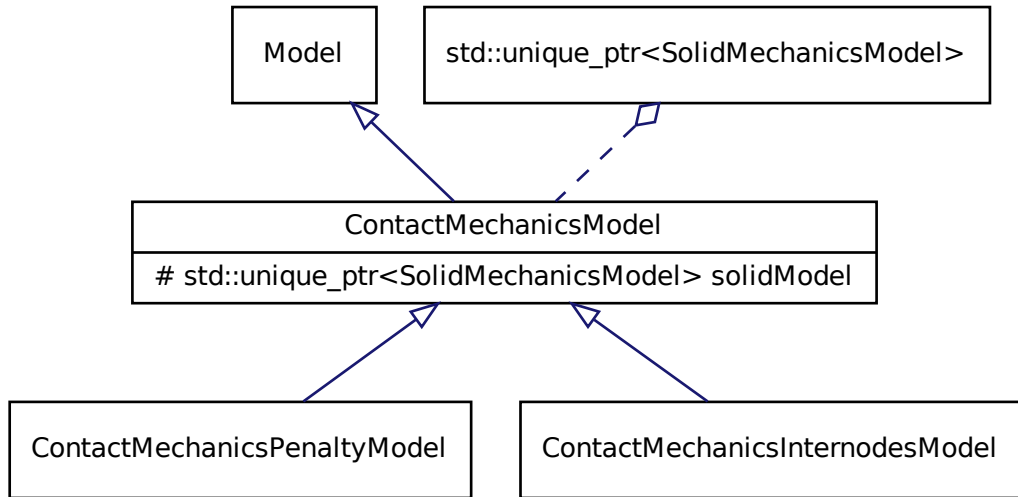 Model
std::unique_ptr<SolidMechanicsModel>
ContactMechanicsModel
# std::unique_ptr<SolidMechanicsModel> solidModel
ContactMechanicsPenaltyModel
ContactMechanicsInternodesModel